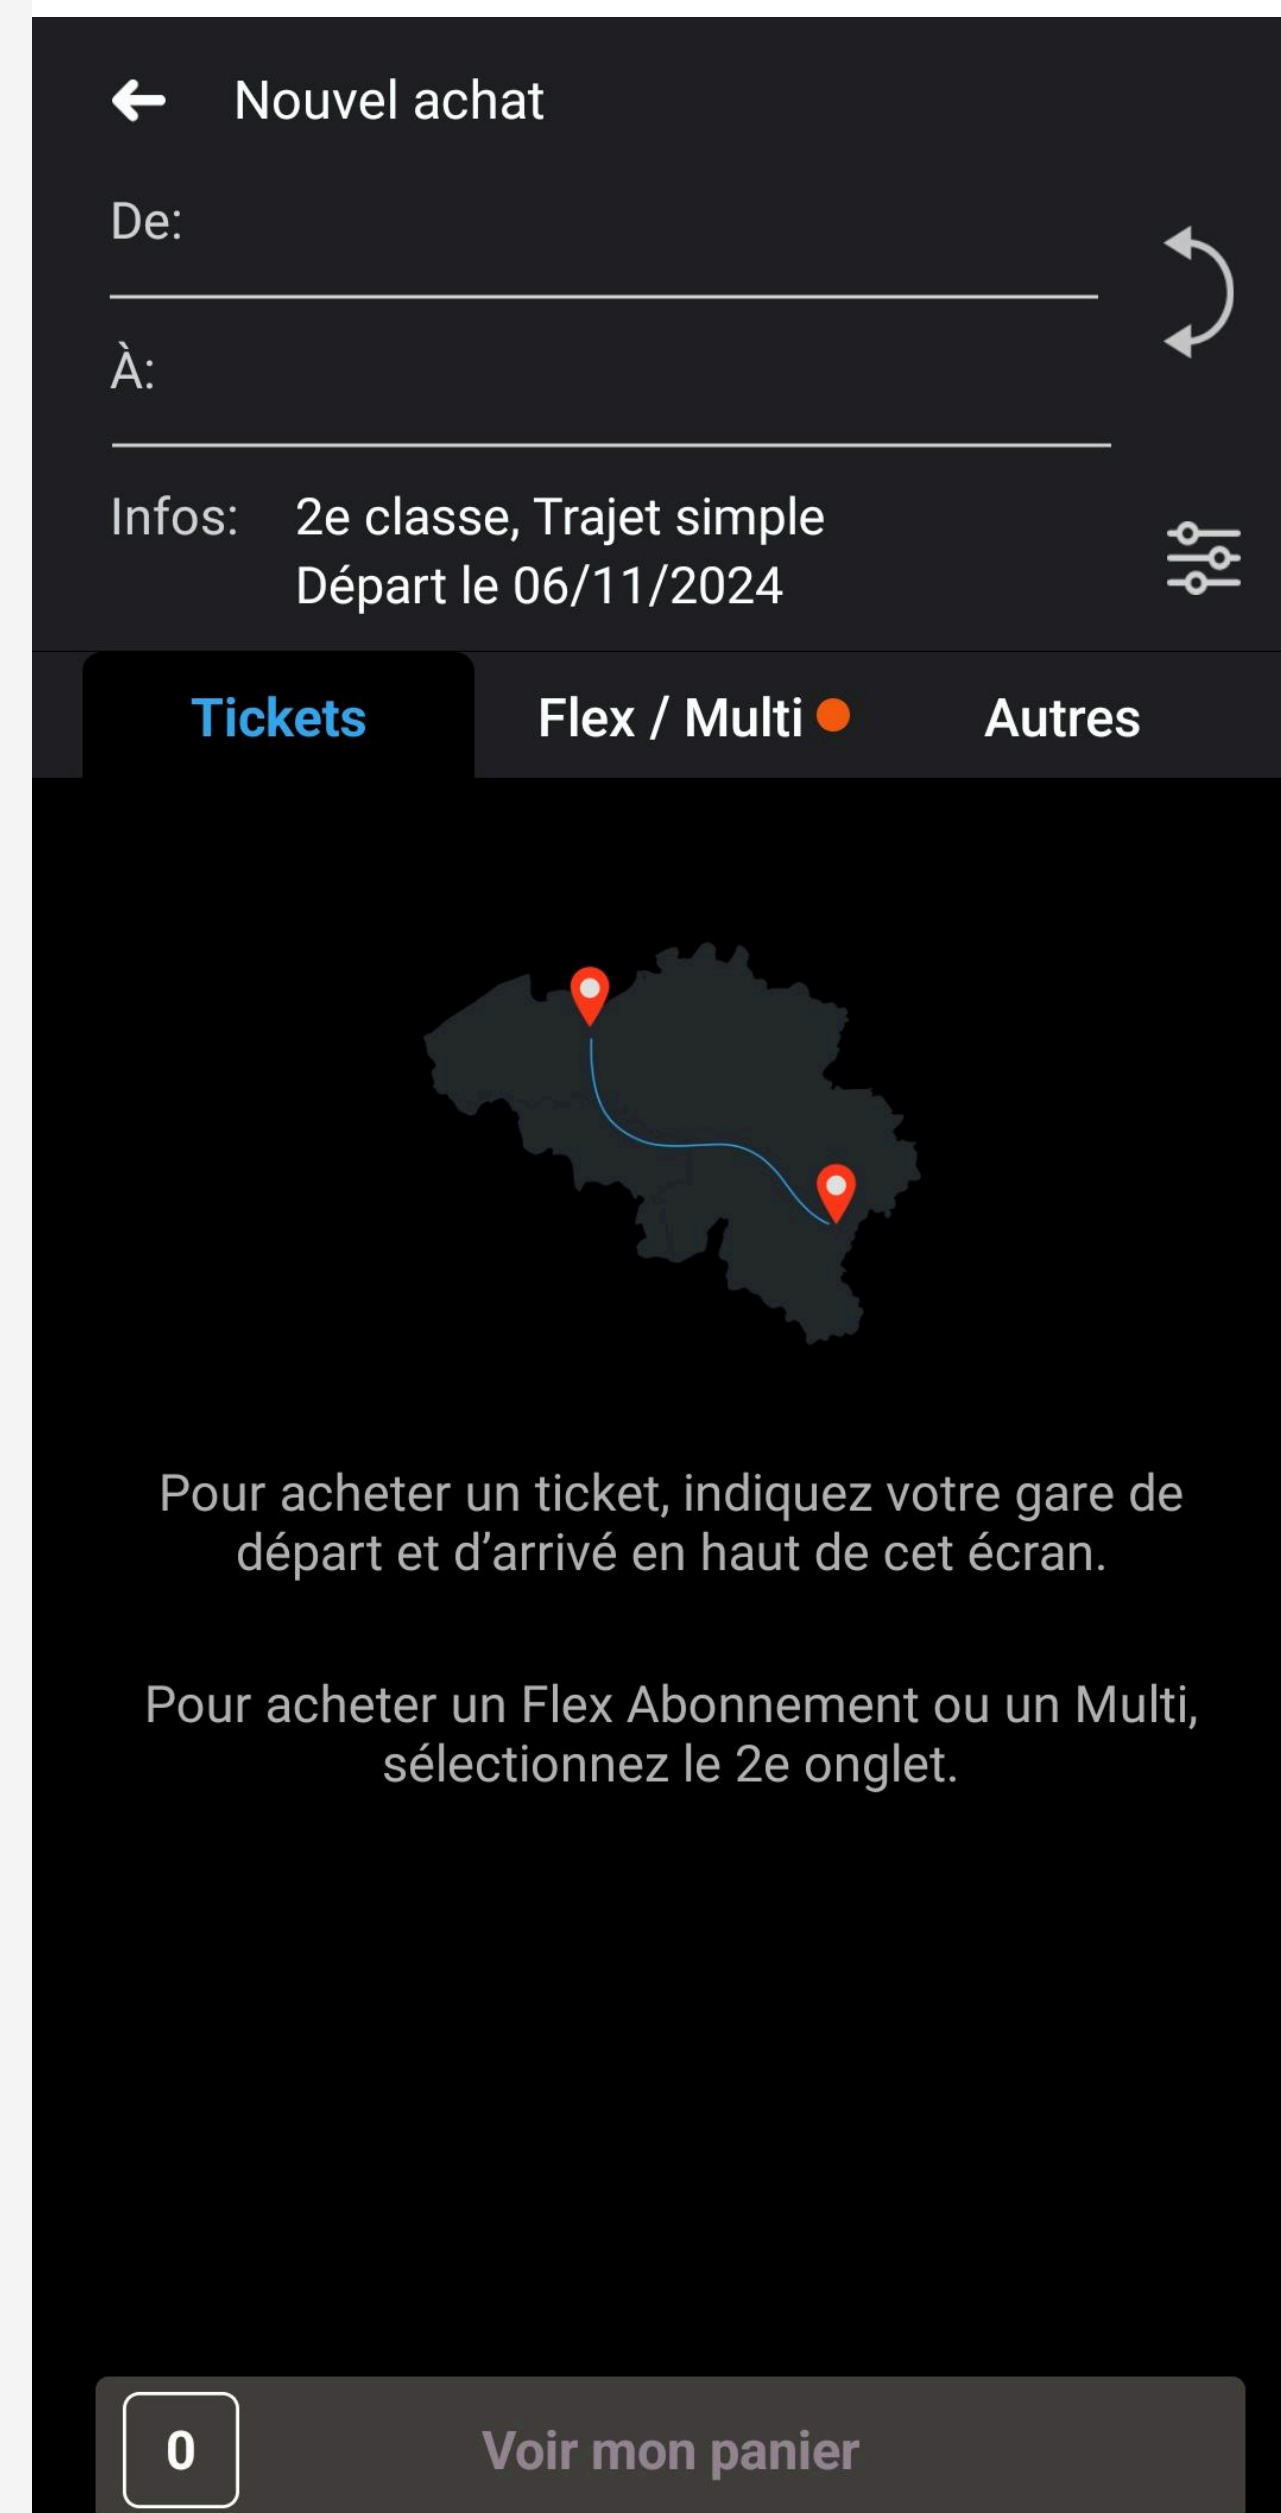 Nouvel achat
De:
À:
Infos: 2e classe, Trajet simple
Départ le 06/11/2024
Tickets Flex / Multi Autres
Pour acheter un ticket, indiquez votre gare de
départ et d’arrivé en haut de cet écran.
Pour acheter un Flex Abonnement ou un Multi,
sélectionnez le 2e onglet.
0 Voir mon panier